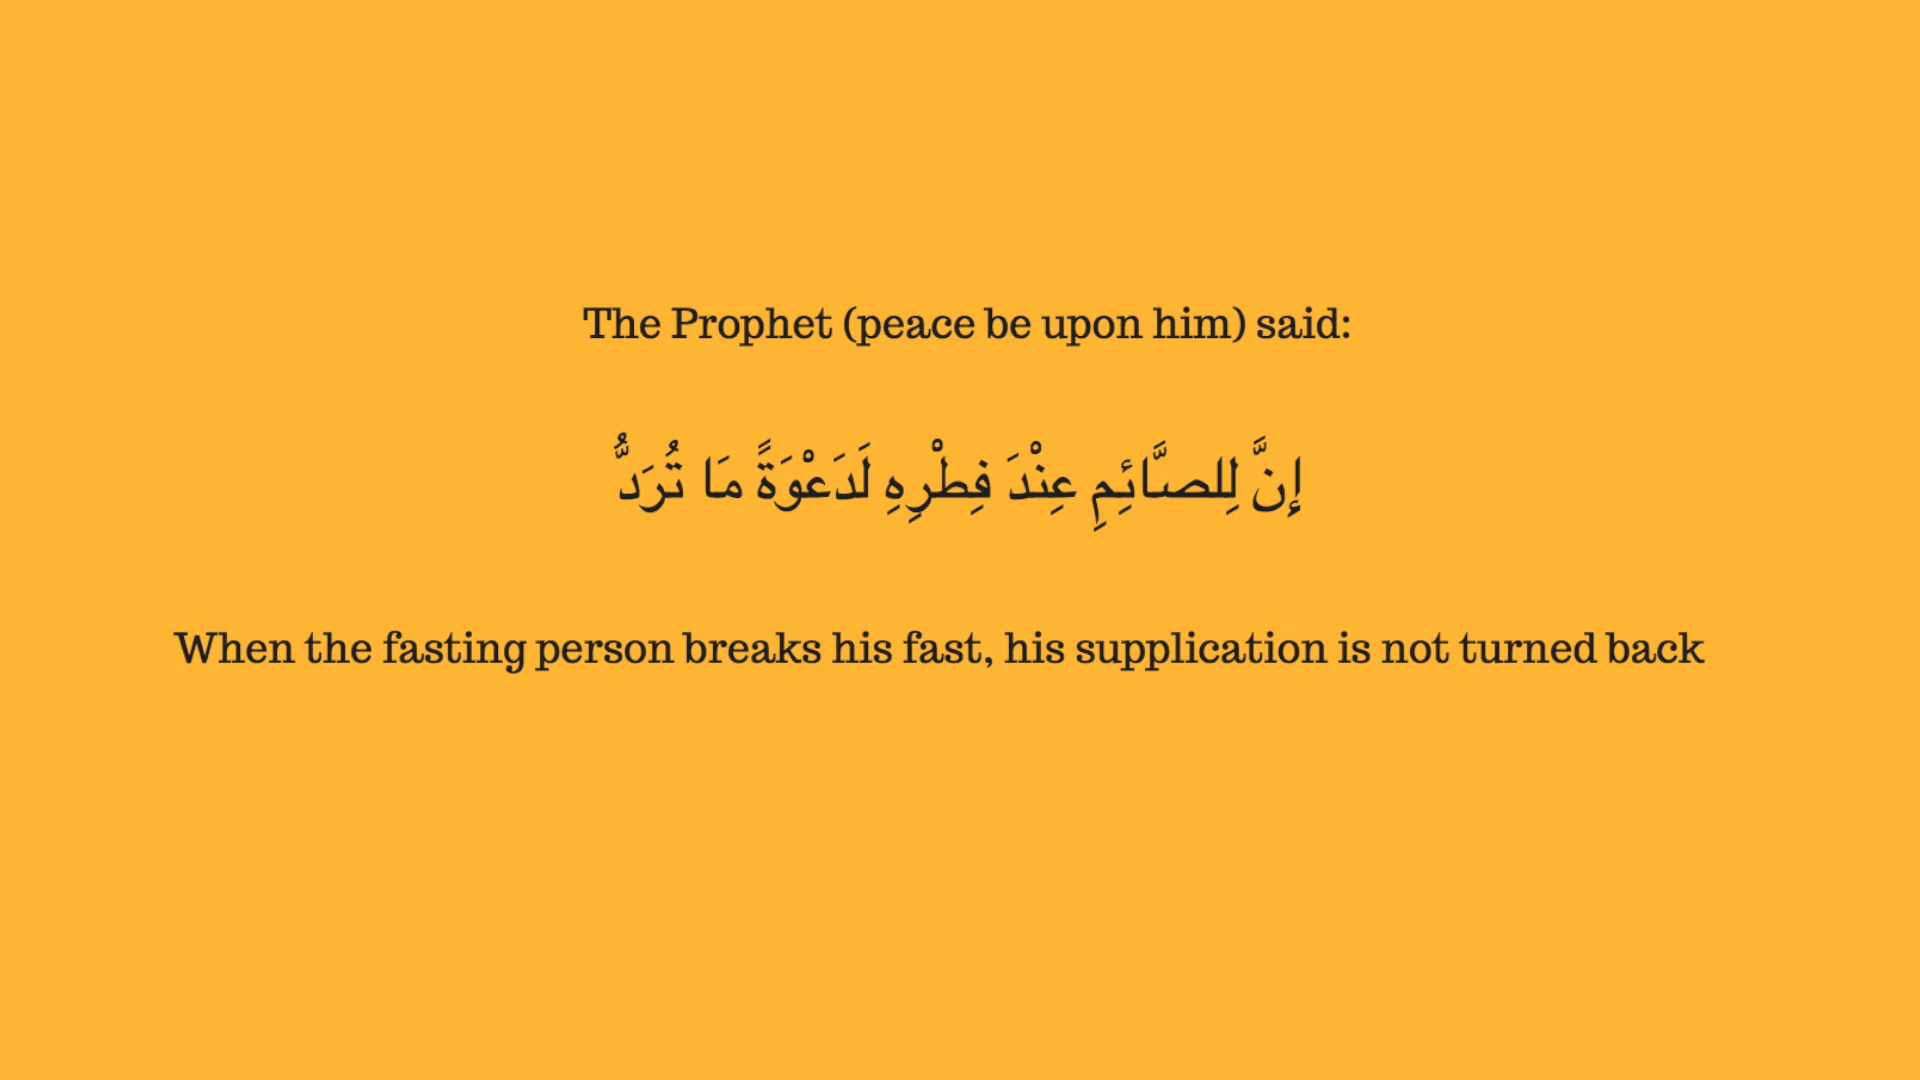 The Prophet (peace be upon him) said:
إِنَّ لِلصَّائِمِ عِنْدَ فِطْرِهِ لَدَعْوَةً مَا تُرَدُّ
When the fasting person breaks his fast, his supplication is not turned back